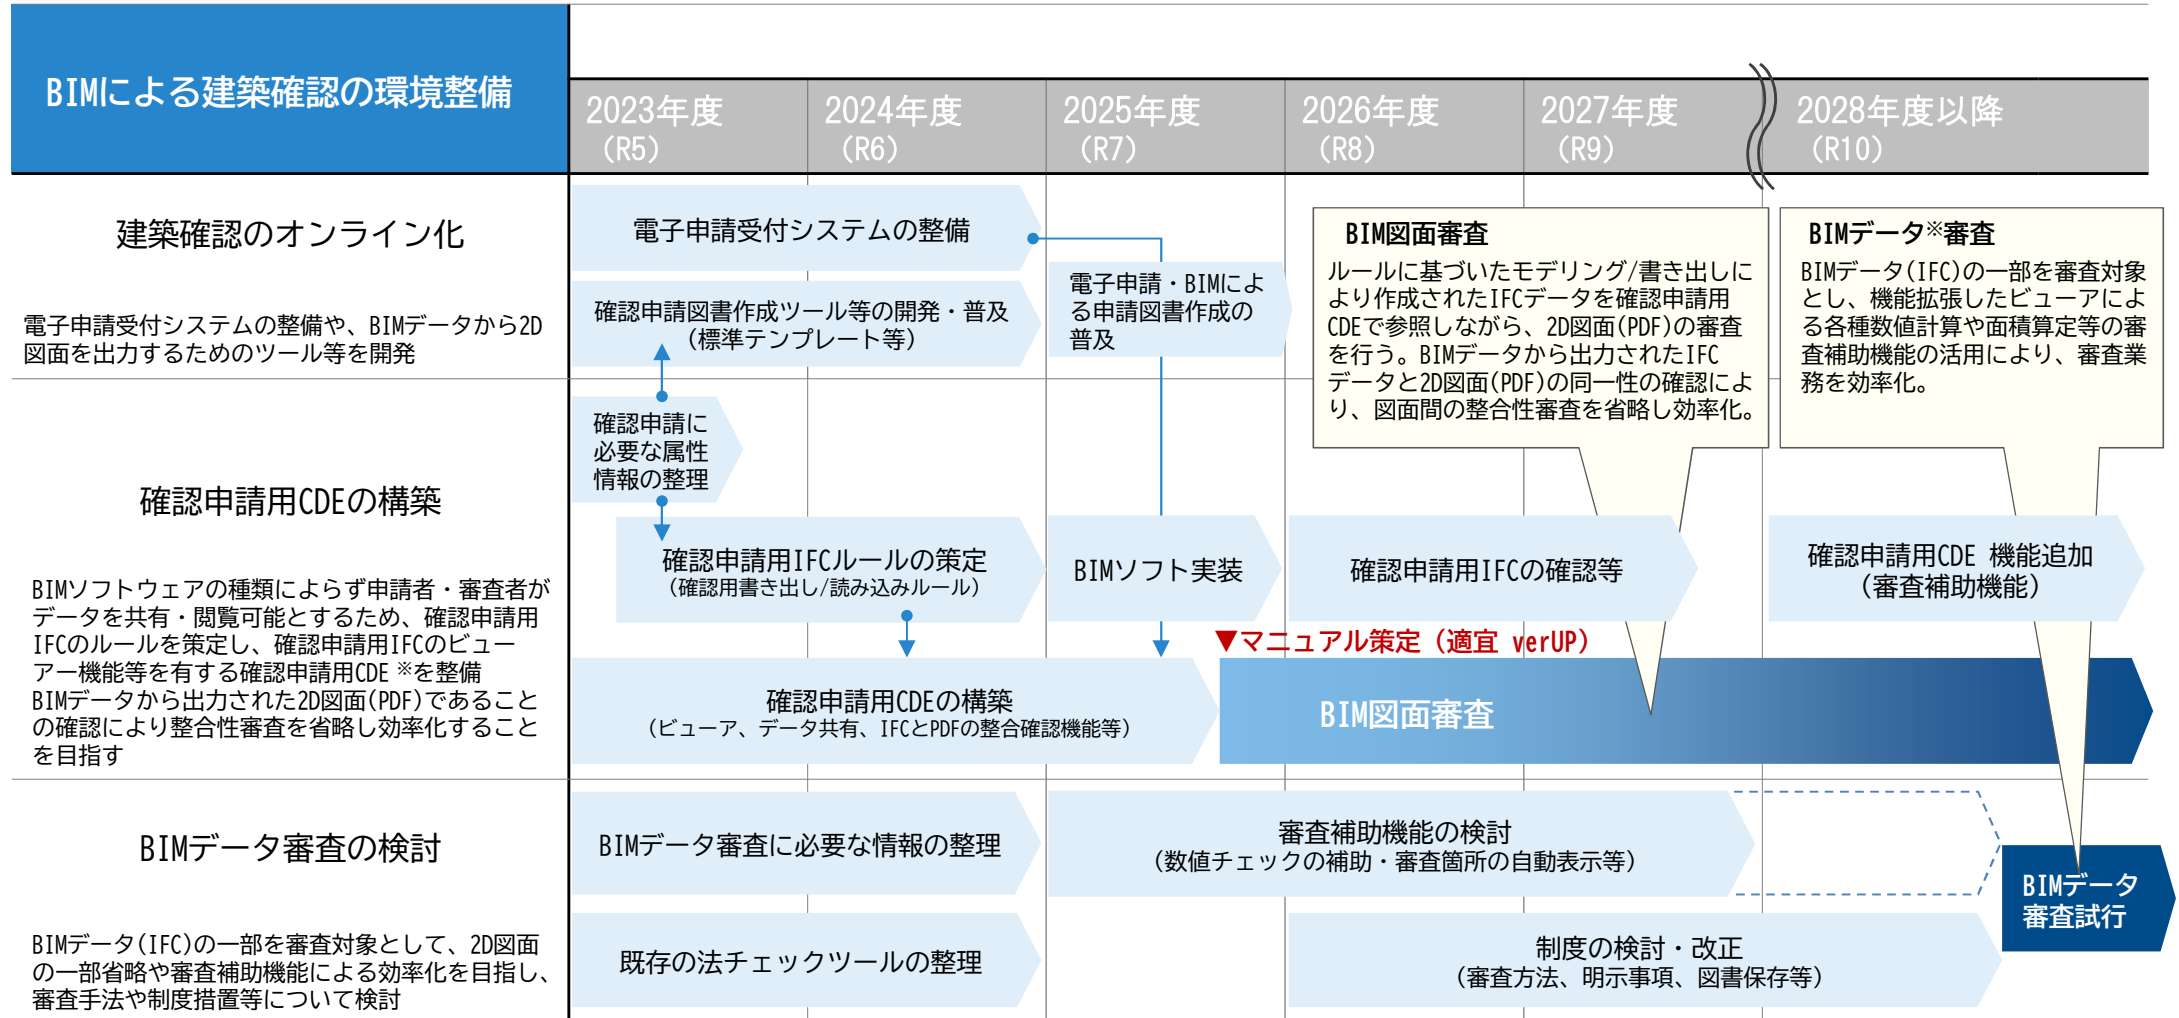 BIMによる建築確認の環境整備
2023年度
（R5）
2024年度
（R6）
2025年度
（R7）
2026年度
（R8）
2027年度
（R9）
2028年度以降
（R10）
建築確認のオンライン化
電子申請受付システムの整備や、BIMデータから2D
図面を出力するためのツール等を開発
電子申請受付システムの整備
確認申請図書作成ツール等の開発・普及
（標準テンプレート等）
電子申請・BIMによ
る申請図書作成の
普及
BIM図面審査
ルールに基づいたモデリング/書き出しに
より作成されたIFCデータを確認申請用
CDEで参照しながら、2D図面(PDF)の審査
を行う。BIMデータから出力されたIFC
データと2D図面(PDF)の同一性の確認によ
り、図面間の整合性審査を省略し効率化。
BIMデータ※審査
BIMデータ(IFC)の一部を審査対象
とし、機能拡張したビューアによ
る各種数値計算や面積算定等の審
査補助機能の活用により、審査業
務を効率化。
確認申請用CDEの構築
BIMソフトウェアの種類によらず申請者・審査者が
データを共有・閲覧可能とするため、確認申請用
IFCのルールを策定し、確認申請用IFCのビュー
アー機能等を有する確認申請用CDE ※を整備
BIMデータから出力された2D図面(PDF)であること
の確認により整合性審査を省略し効率化すること
を目指す
確認申請に
必要な属性
情報の整理
確認申請用IFCルールの策定
（確認用書き出し/読み込みルール）
BIMソフト実装
確認申請用IFCの確認等
確認申請用CDE 機能追加
（審査補助機能）
▼マニュアル策定（適宜 verUP）
確認申請用CDEの構築
（ビューア、データ共有、IFCとPDFの整合確認機能等）
BIM図面審査
BIMデータ審査の検討
BIMデータ(IFC)の一部を審査対象として、2D図面
の一部省略や審査補助機能による効率化を目指し、
審査手法や制度措置等について検討
BIMデータ審査に必要な情報の整理
審査補助機能の検討
（数値チェックの補助・審査箇所の自動表示等）
BIMデータ
審査試行
既存の法チェックツールの整理
制度の検討・改正
（審査方法、明示事項、図書保存等）